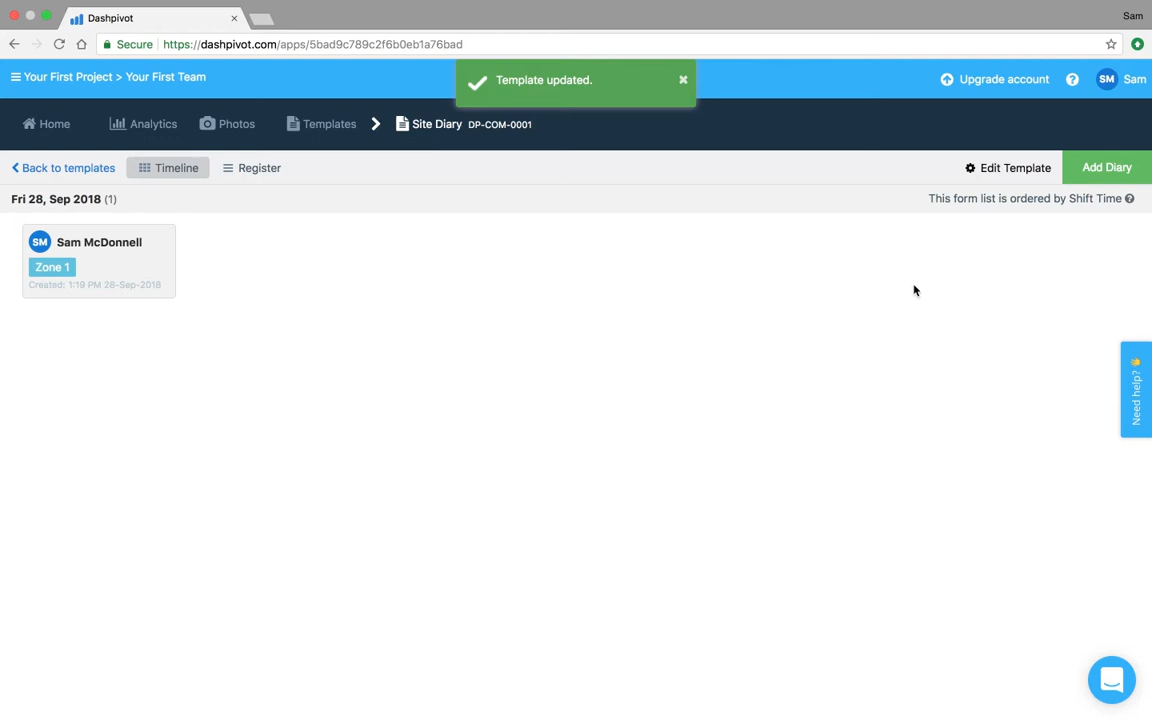 Dashpivot
Sam
Secure https://dashpivot.com/apps/5bad9c789c2f6b0eb1a76bad
Your First Project > Your First Team
Template updated.
Upgrade account
? SM Sam
Home Analytics Photos Templates Site Diary DP-COM-0001
Back to templates Timeline Register Edit Template Add Diary
Fri 28, Sep 2018 (1)
This form list is ordered by Shift Time ?
SM Sam McDonnell
Zone 1
Created: 1:19 PM 28-Sep-2018
Need help?